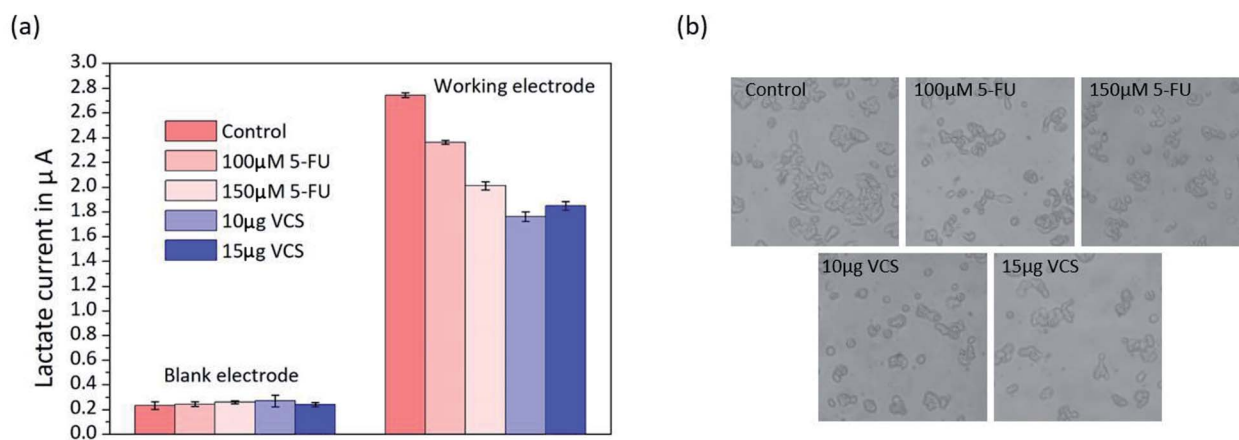 (a)
3.0
2.8
2.6
2.4
2.2
2.0
1.8
1.6
1.4
1.2
1.0
0.8
0.6
0.4
0.2
0.0
Lactate current in μ A
Working electrode
Control
100μM 5-FU
150μM 5-FU
10μg VCS
15μg VCS
Blank electrode
(b)
Control
100μM 5-FU
150μM 5-FU
10μg VCS
15μg VCS